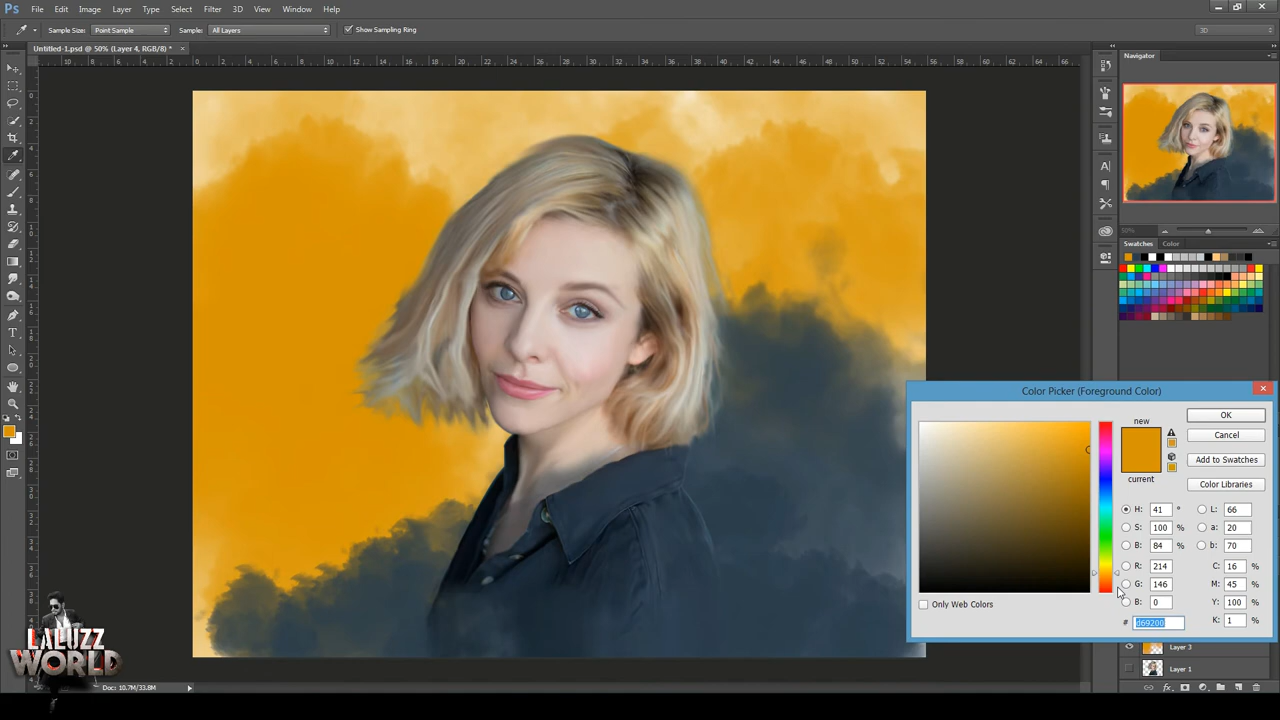 Ps File Edit Image Layer Type Select Filter 3D View Window Help
Sample Size: Point Sample Sample: All Layers Show Sampling Ring 3D
Untitled-1.psd @ 50% (Layer 4, RGB/8) * ×
Navigator
50%
Swatches Color
Color Picker (Foreground Color)
new
current
OK
Cancel
Add to Swatches
Color Libraries
H: 41 ° L: 66
S: 100 % a: 20
B: 84 % b: 70
R: 214 C: 16 %
G: 146 M: 45 %
B: 0 Y: 100 %
# d69200 K: 1 %
Only Web Colors
Layer 3
Layer 1
LALUZZ
WORLD
Doc: 10.7M/33.8M